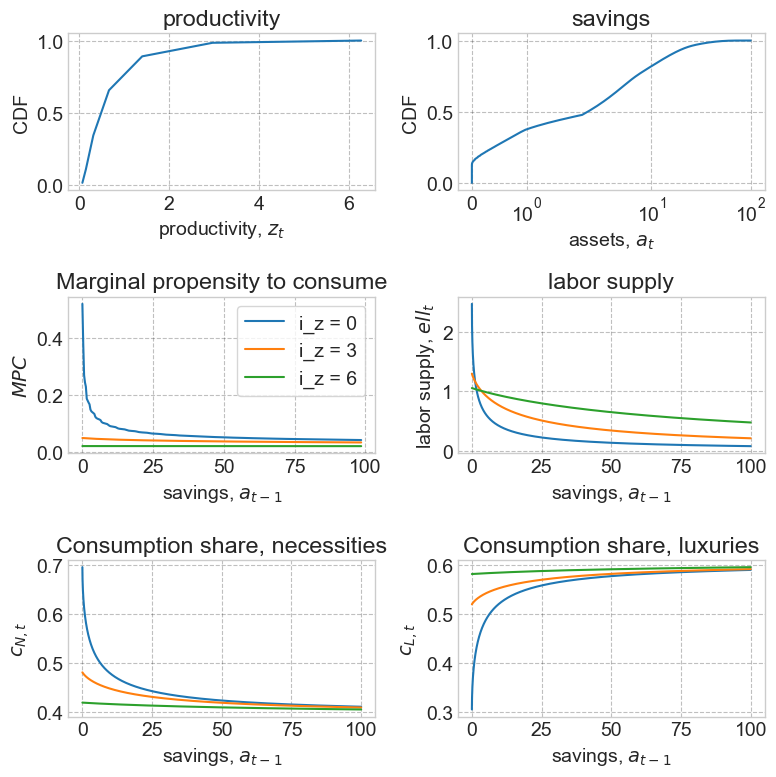 productivity
savings
CDF
1.0
0.5
0.0
0 2 4 6
productivity, z_t
CDF
1.0
0.5
0.0
0 10^0 10^1 10^2
assets, a_t
Marginal propensity to consume
labor supply
MPC
0.4
0.2
0.0
i_z = 0
i_z = 3
i_z = 6
0 25 50 75 100
savings, a_{t-1}
labor supply, ell_t
2
1
0
0 25 50 75 100
savings, a_{t-1}
Consumption share, necessities
Consumption share, luxuries
c_{N,t}
0.7
0.6
0.5
0.4
0 25 50 75 100
savings, a_{t-1}
c_{L,t}
0.6
0.5
0.4
0.3
0 25 50 75 100
savings, a_{t-1}